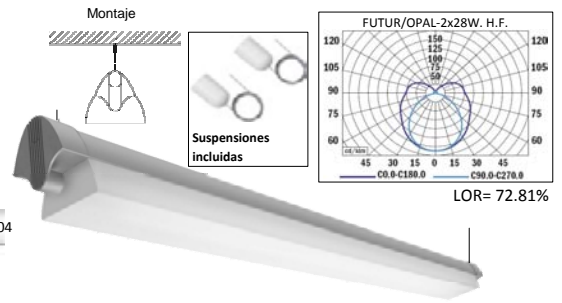 Montaje
Suspensiones
incluidas
FUTUR/OPAL-2x28W. H.F.
120 150 120
125
105 100 105
75
90 50 90
75 75
60 60
cd/klm
45 30 15 0 15 30 45
C0.0-C180.0 C90.0-C270.0
LOR= 72.81%
04